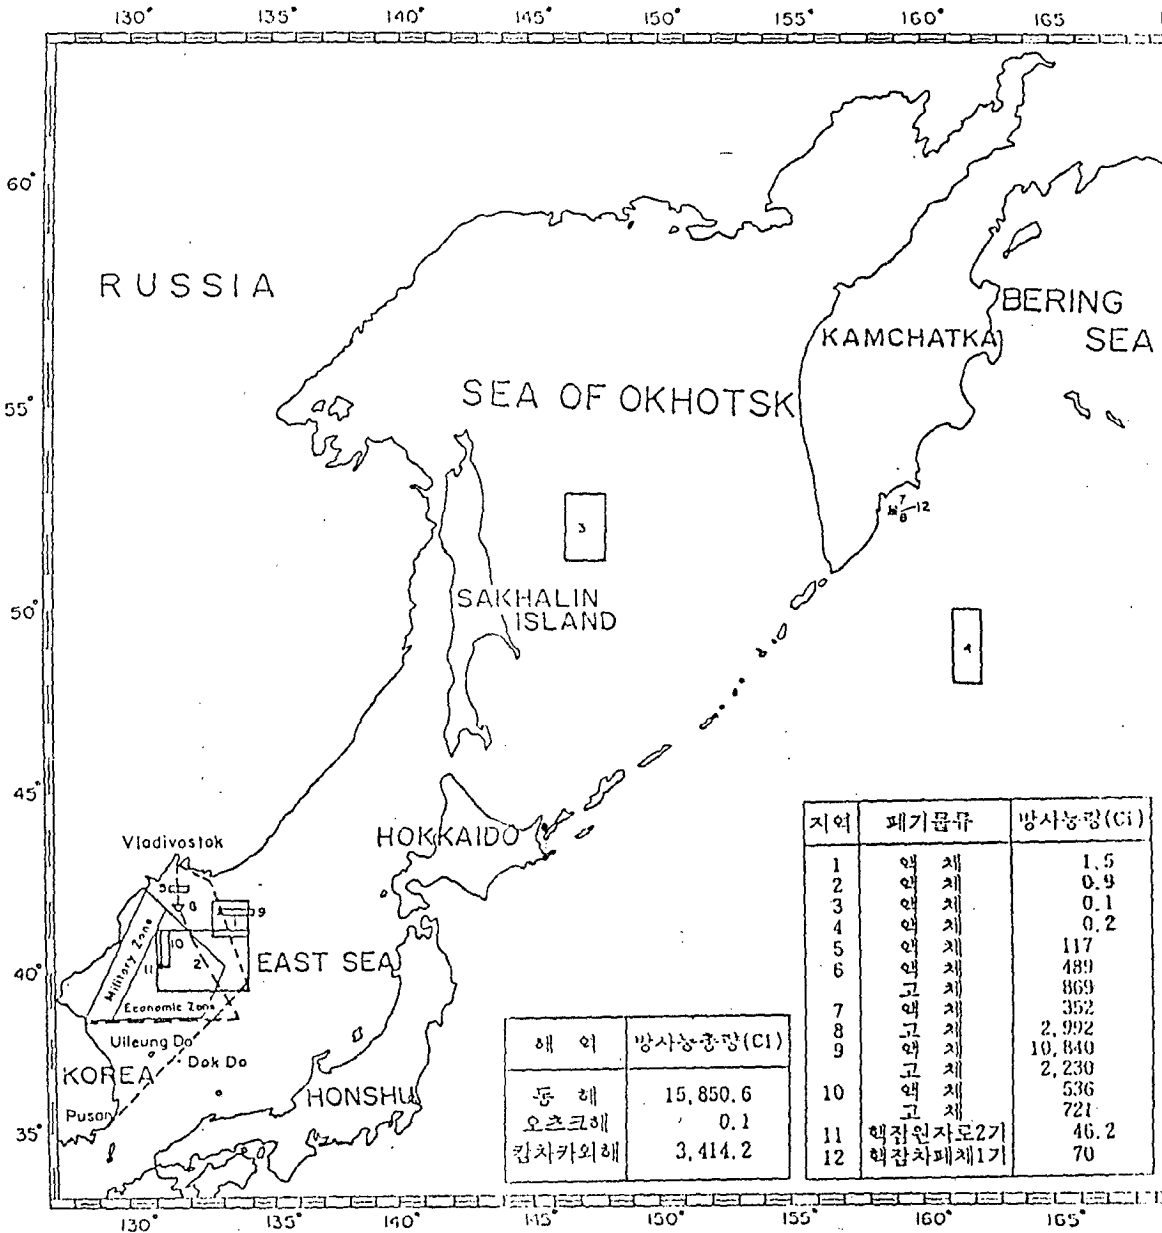 130° 135° 140° 145° 150° 155° 160° 165
60°
RUSSIA
BERING
SEA
KAMCHATKA
55°
SEA OF OKHOTSK
3
7
8 12
50°
SAKHALIN
ISLAND
4
45°
HOKKAIDO
Vladivostok
5
6
9
10
11
2
Military Zone
40°
EAST SEA
Economic Zone
Ulleung Do
Dok Do
KOREA
HONSHU
Pusan
35°
해 역 방사능총량(Ci)
동 해 15,850.6
오츠크해 0.1
캄차카외해 3,414.2
지역 폐기물류 방사능량(Ci)
1 액 체 1.5
2 액 체 0.9
3 액 체 0.1
4 액 체 0.2
5 액 체 117
6 액 체 489
고 체 869
7 액 체 352
8 고 체 2,992
9 액 체 10,840
고 체 2,230
10 액 체 536
고 체 721
11 핵잠원자로2기 46.2
12 핵잠차폐체1기 70
130° 135° 140° 145° 150° 155° 160° 165°